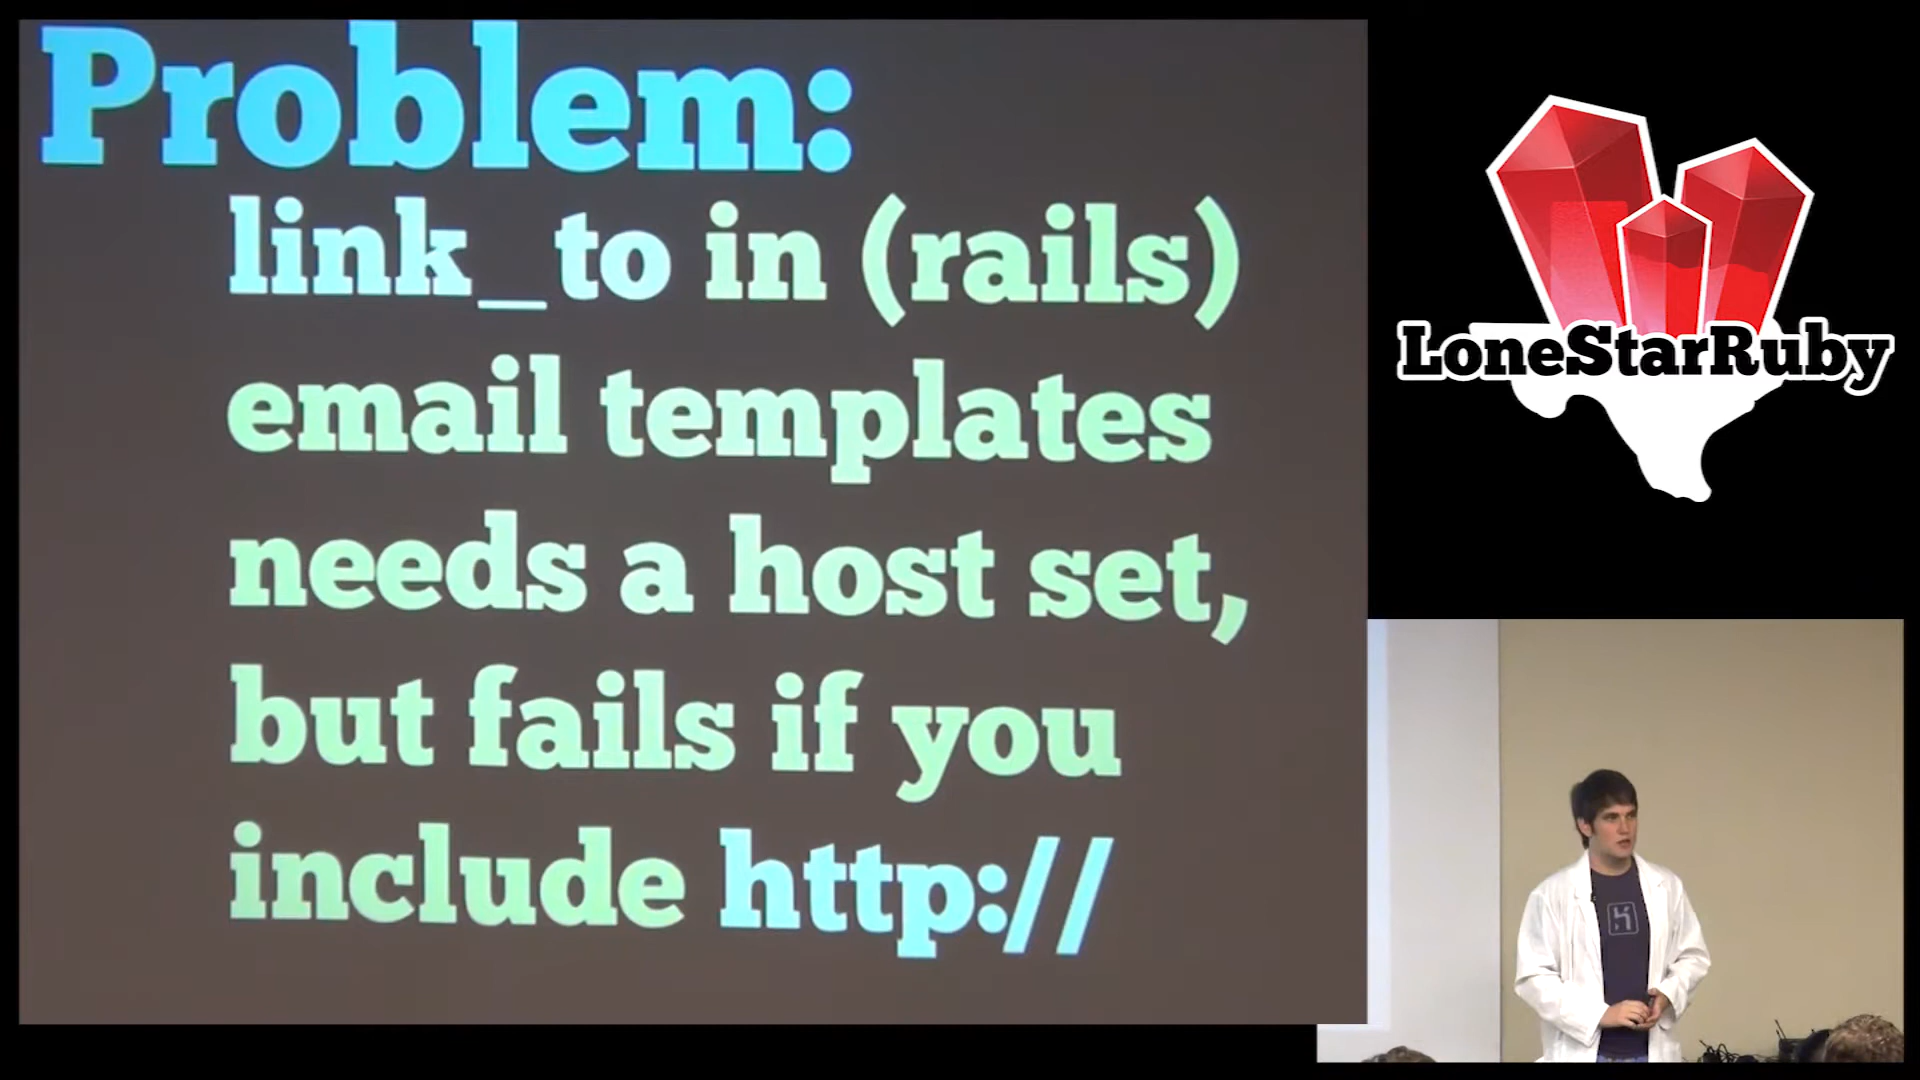 Problem:
link_to in (rails)
email templates
needs a host set,
but fails if you
include http://
LoneStarRuby